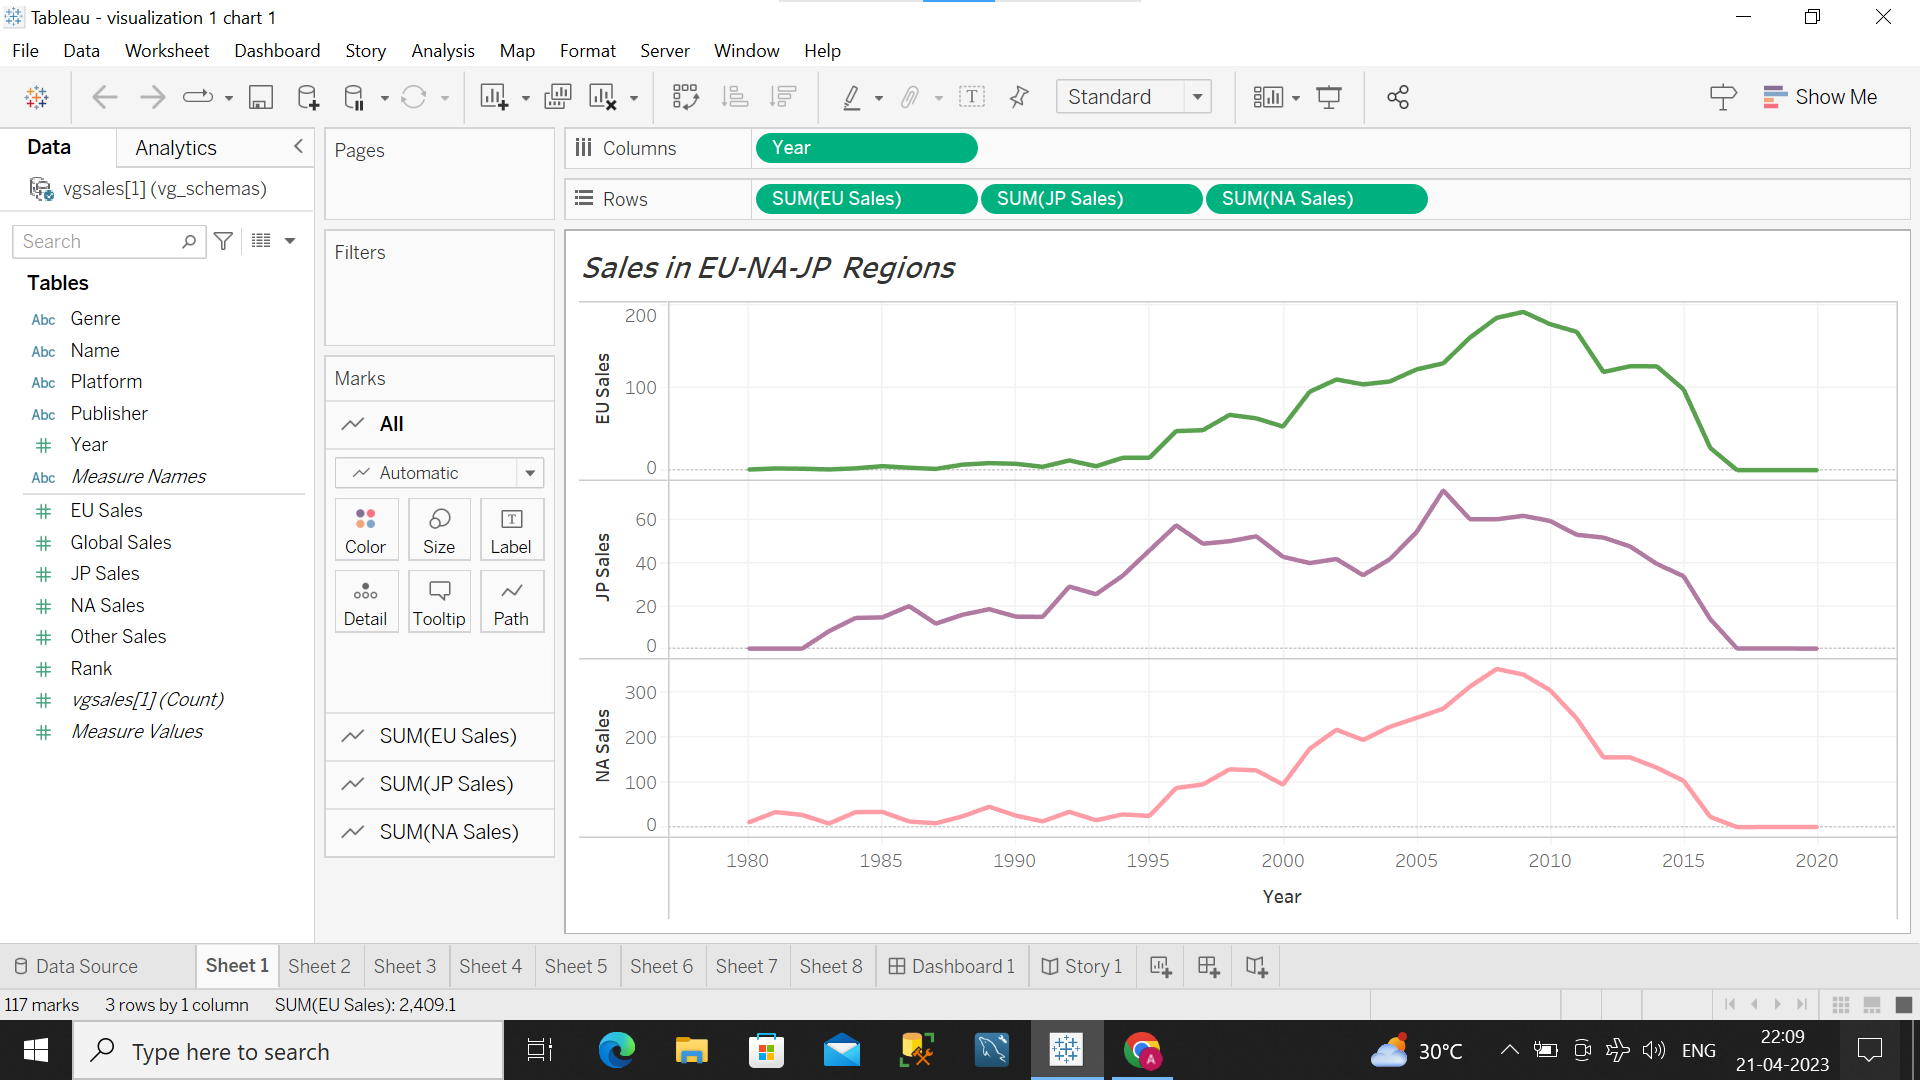 Tableau - visualization 1 chart 1
File Data Worksheet Dashboard Story Analysis Map Format Server Window Help
Standard
Show Me
Data Analytics
vgsales[1] (vg_schemas)
Search
Tables
Abc Genre
Abc Name
Abc Platform
Abc Publisher
# Year
Abc Measure Names
# EU Sales
# Global Sales
# JP Sales
# NA Sales
# Other Sales
# Rank
# vgsales[1] (Count)
# Measure Values
Pages
Filters
Marks
All
Automatic
Color Size Label
Detail Tooltip Path
SUM(EU Sales)
SUM(JP Sales)
SUM(NA Sales)
Columns Year
Rows SUM(EU Sales) SUM(JP Sales) SUM(NA Sales)
Sales in EU-NA-JP Regions
EU Sales
200
100
0
JP Sales
60
40
20
0
NA Sales
300
200
100
0
1980 1985 1990 1995 2000 2005 2010 2015 2020
Year
Data Source Sheet 1 Sheet 2 Sheet 3 Sheet 4 Sheet 5 Sheet 6 Sheet 7 Sheet 8 Dashboard 1 Story 1
117 marks 3 rows by 1 column SUM(EU Sales): 2,409.1
Type here to search
A
30°C
ENG
22:09
21-04-2023